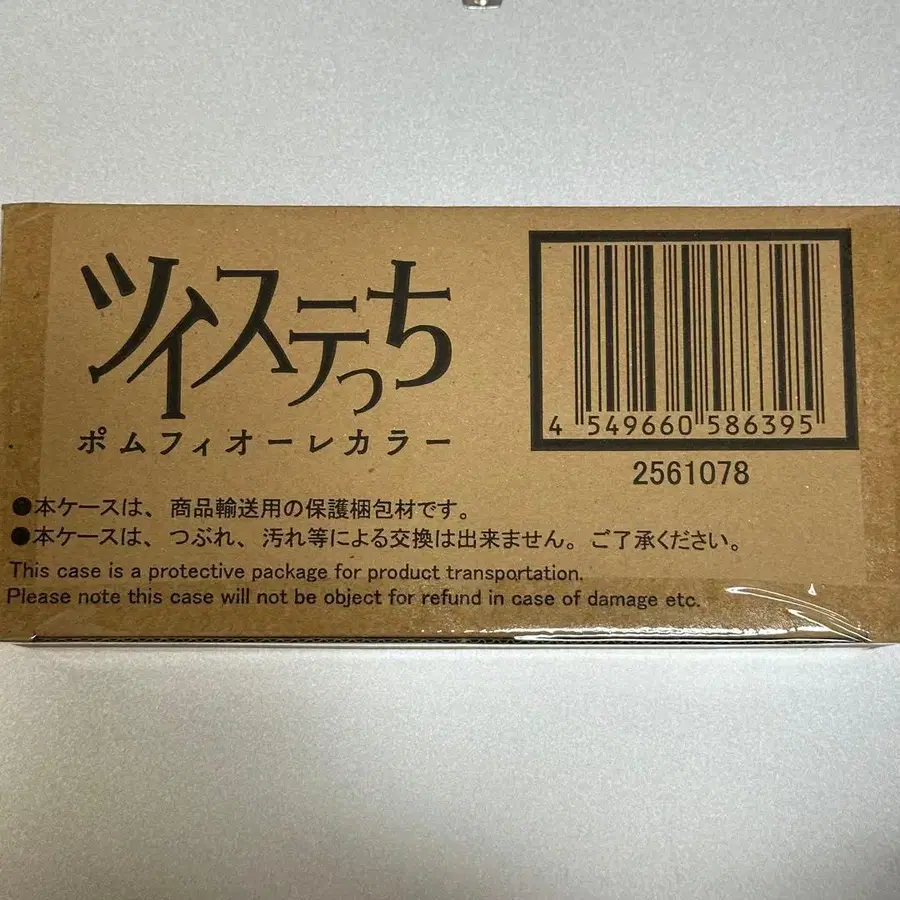 ツイステっち
ポムフィオーレカラー
4 549660 586395
2561078
●本ケースは、商品輸送用の保護梱包材です。
●本ケースは、つぶれ、汚れ等による交換は出来ません。ご了承ください。
This case is a protective package for product transportation.
Please note this case will not be object for refund in case of damage etc.